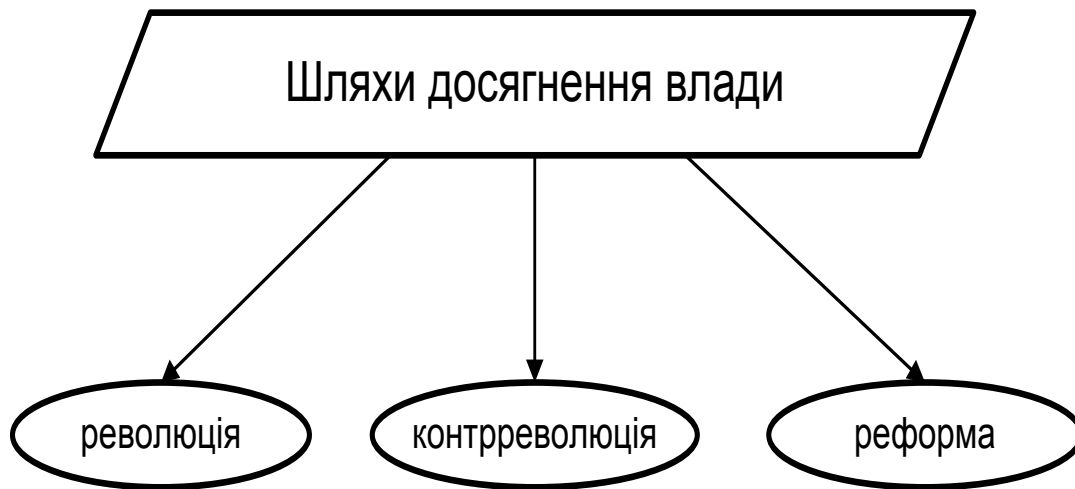 Шляхи досягнення влади
революція
контрреволюція
реформа